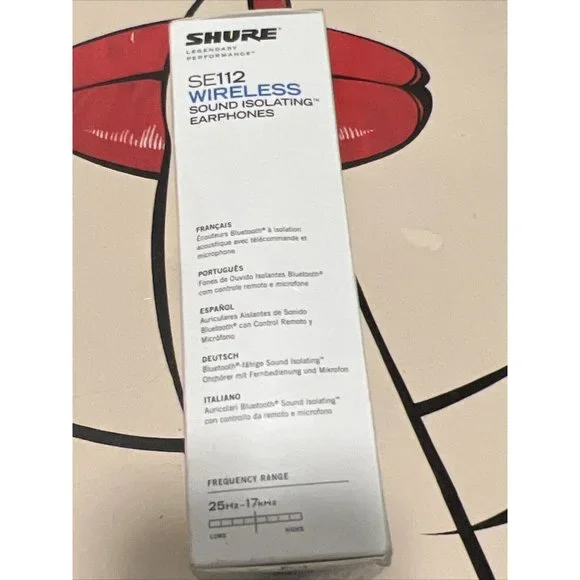 SHURE
LEGENDARY
PERFORMANCE™
SE112
WIRELESS
SOUND ISOLATING™
EARPHONES
FRANÇAIS
Écouteurs Bluetooth® à isolation
acoustique avec télécommande et
microphone
PORTUGUÊS
Fones de Ouvido Isolantes Bluetooth®
com controle remoto e microfone
ESPAÑOL
Auriculares Aislantes de Sonido
Bluetooth® con Control Remoto y
Micrófono
DEUTSCH
Bluetooth®-fähige Sound Isolating™
Ohrhörer mit Fernbedienung und Mikrofon
ITALIANO
Auricolari Bluetooth® Sound Isolating™
con controllo da remoto e microfono
FREQUENCY RANGE
25Hz-17kHz
LOWS HIGHS